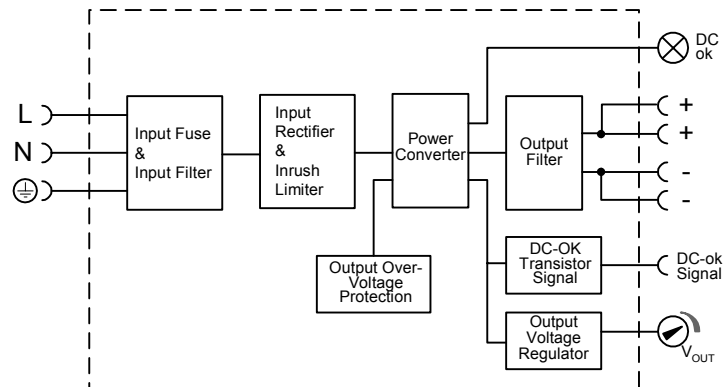 DC
ok
L
N
Input Fuse
&
Input Filter
Input
Rectifier
&
Inrush
Limiter
Power
Converter
Output
Filter
+
+
-
-
Output Over-
Voltage
Protection
DC-OK
Transistor
Signal
DC-ok
Signal
Output
Voltage
Regulator
VOUT